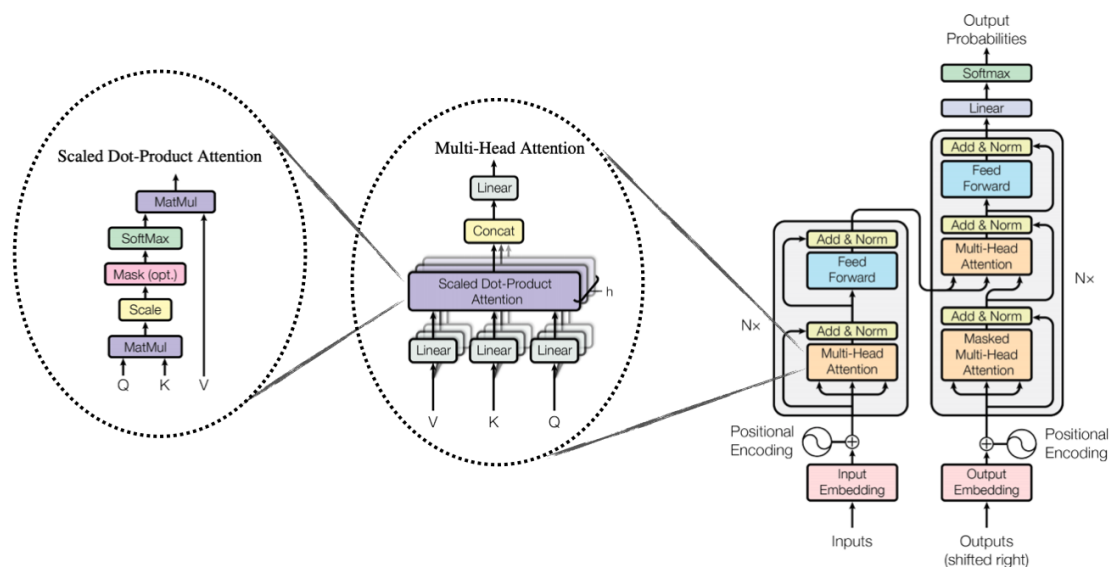 Scaled Dot-Product Attention
MatMul
SoftMax
Mask (opt.)
Scale
MatMul
Q K V
Multi-Head Attention
Linear
Concat
Scaled Dot-Product
Attention
h
Linear Linear Linear
V K Q
Output
Probabilities
Softmax
Linear
Add & Norm
Feed
Forward
Add & Norm
Multi-Head
Attention
Nx
Add & Norm
Masked
Multi-Head
Attention
Add & Norm
Feed
Forward
Nx
Add & Norm
Multi-Head
Attention
Positional
Encoding
Positional
Encoding
Input
Embedding
Output
Embedding
Inputs
Outputs
(shifted right)